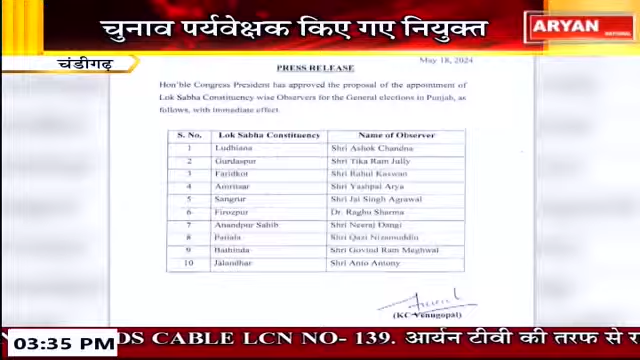 चुनाव पर्यवेक्षक किए गए नियुक्त
ARYAN
NATIONAL
चंडीगढ़
May 18, 2024
PRESS RELEASE
Hon'ble Congress President has approved the proposal of the appointment of
Lok Sabha Constituency wise Observers for the General elections in Punjab, as
follows, with immediate effect.
S. No. Lok Sabha Constituency Name of Observer
1 Ludhiana Shri Ashok Chandna
2 Gurdaspur Shri Tika Ram Jully
3 Faridkot Shri Rahul Kaswan
4 Amritsar Shri Yashpal Arya
5 Sangrur Shri Jai Singh Agrawal
6 Firozpur Dr. Raghu Sharma
7 Anandpur Sahib Shri Neeraj Dangi
8 Patiala Shri Qazi Nizamuddin
9 Bathinda Shri Govind Ram Meghwal
10 Jalandhar Shri Anto Antony
(KC Venugopal)
03:35 PM
DS CABLE LCN NO- 139. आर्यन टीवी की तरफ से